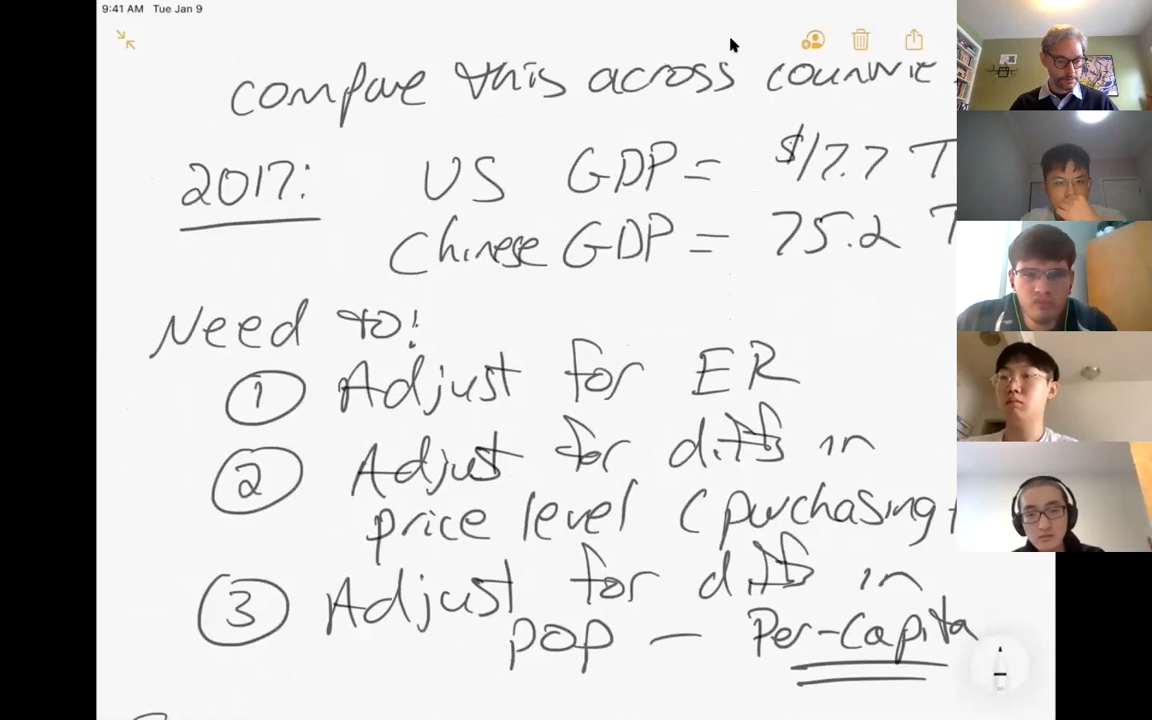 9:41 AM Tue Jan 9
compare this across countrie
2017: US GDP = $17.7 T
Chinese GDP = 75.2 T
Need to:
① Adjust for ER
② Adjust for diffs in
price level (purchasing
③ Adjust for diffs in
pop — Per-Capita